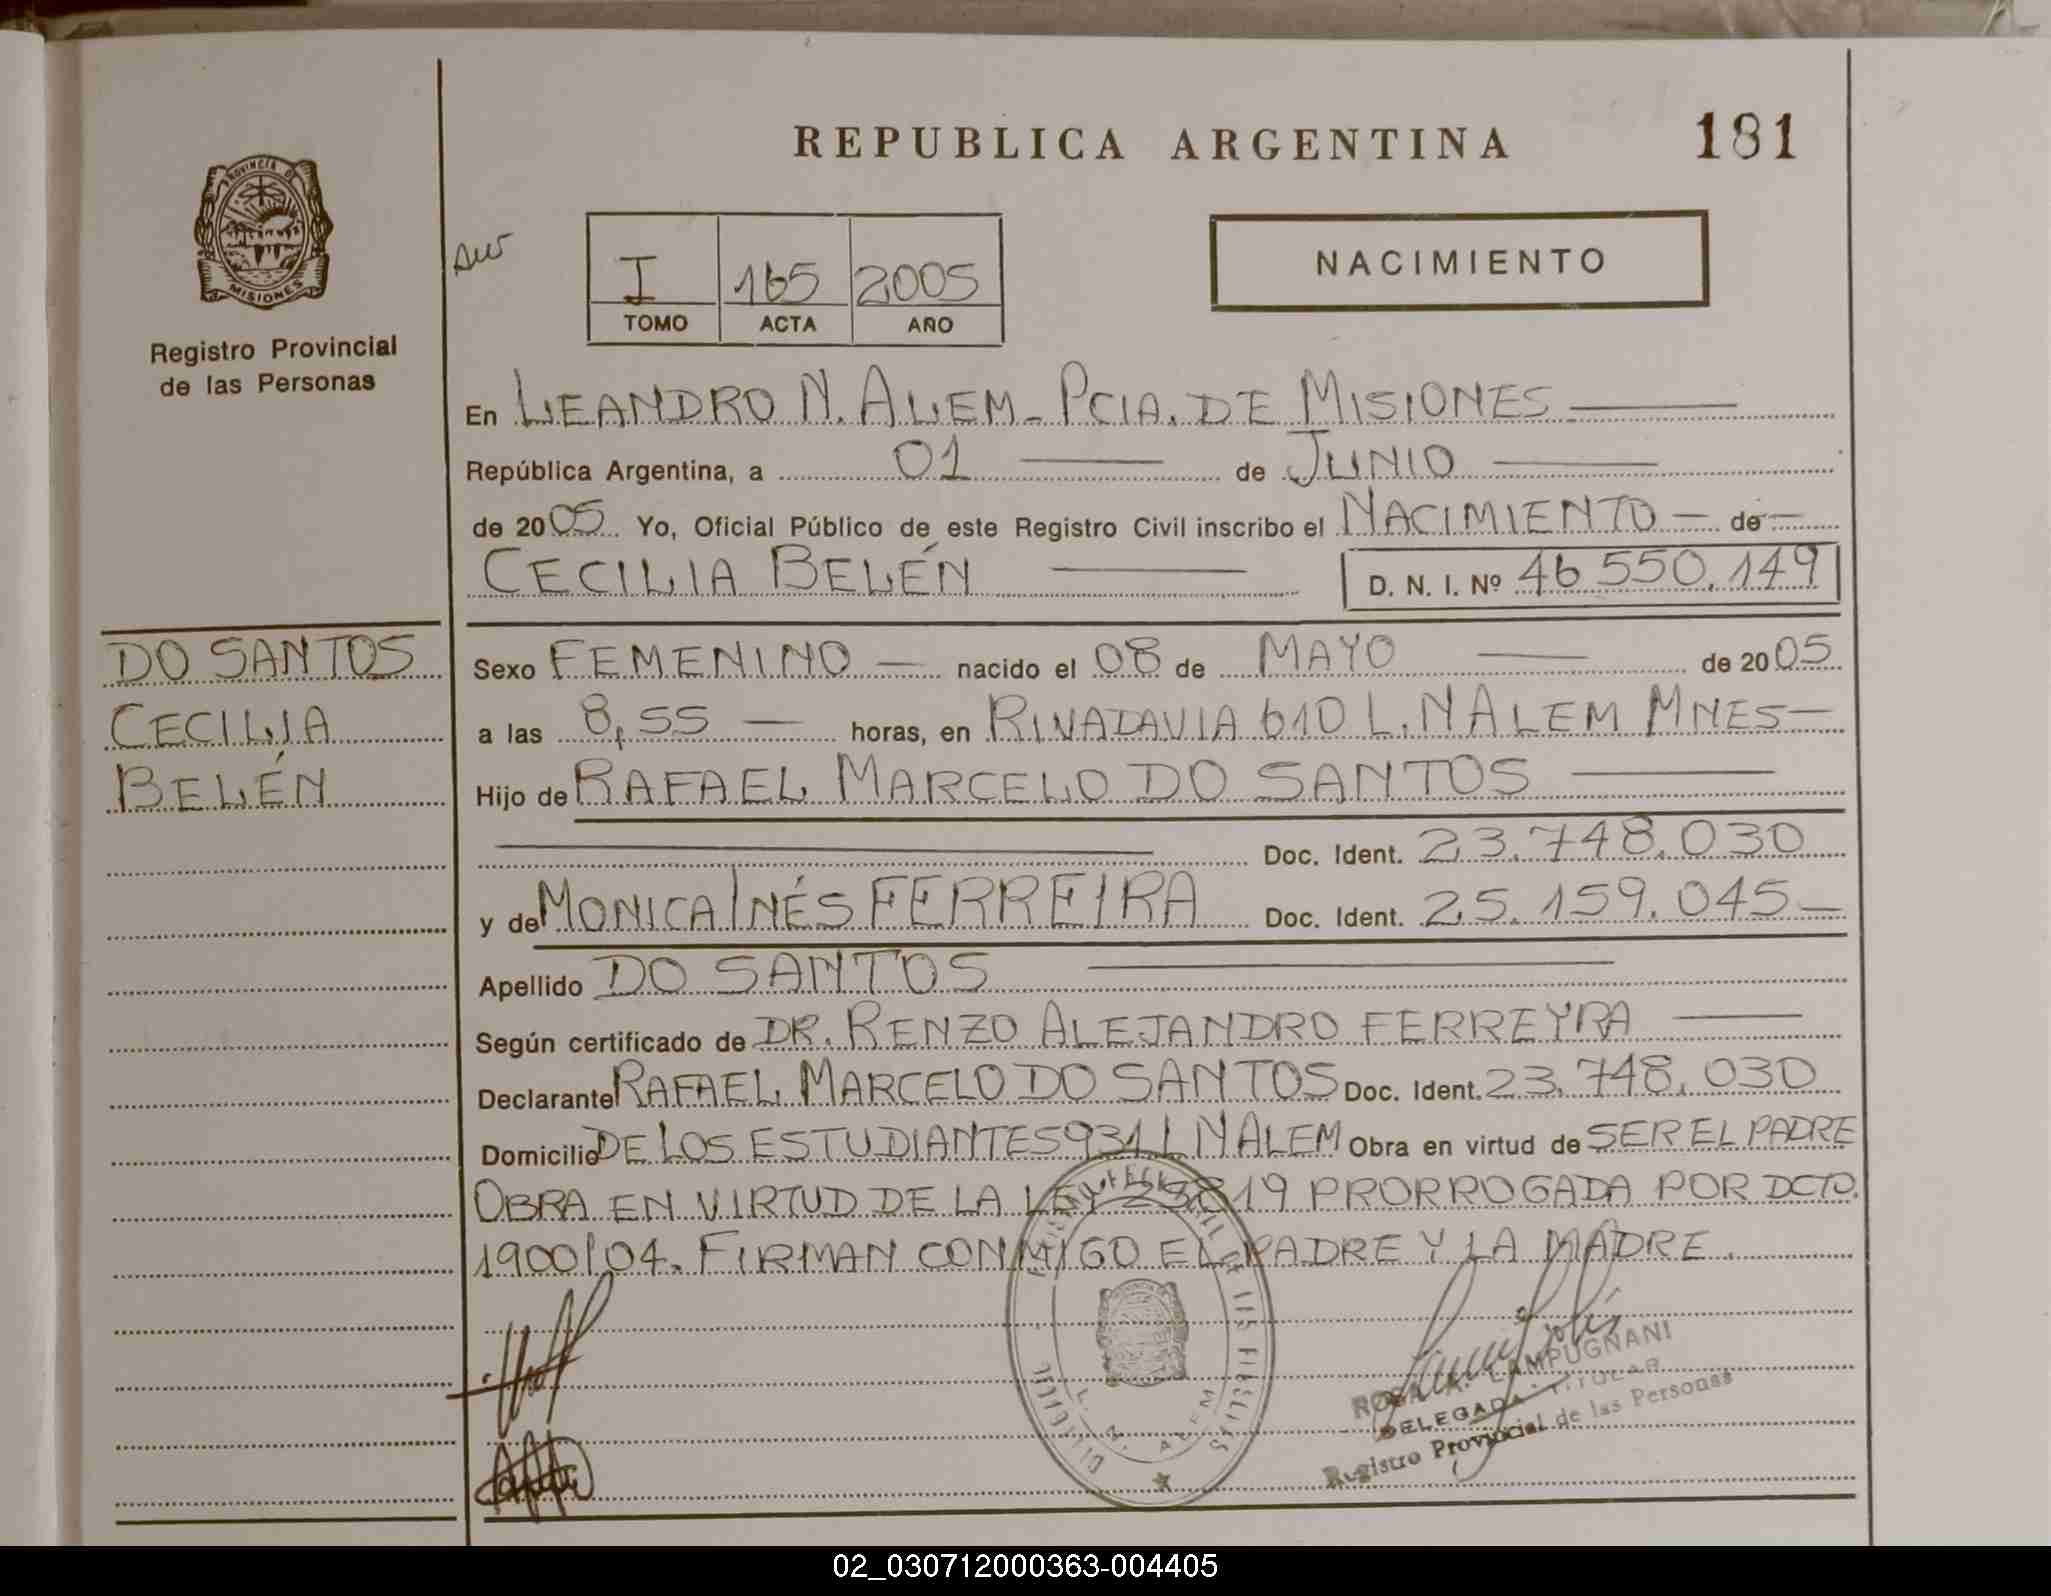 REPUBLICA ARGENTINA
181
PROVINCIA DE
MISIONES
Registro Provincial
de las Personas
I 165 2005
TOMO ACTA AÑO
NACIMIENTO
En LEANDRO N. ALEM - PCIA. DE MISIONES
República Argentina, a 01 de JUNIO
de 2005 Yo, Oficial Público de este Registro Civil inscribo el NACIMIENTO de
CECILIA BELÉN D. N. I. Nº 46.550.149
DO SANTOS
CECILIA
BELÉN
Sexo FEMENINO nacido el 08 de MAYO de 2005
a las 8,55 horas, en RIVADAVIA 610 L. N ALEM MNES
Hijo de RAFAEL MARCELO DO SANTOS
Doc. Ident. 23.748.030
y de MONICA INÉS FERREIRA Doc. Ident. 25.159.045
Apellido DO SANTOS
Según certificado de DR. RENZO ALEJANDRO FERREYRA
Declarante RAFAEL MARCELO DO SANTOS Doc. Ident. 23.748.030
Domicilio DE LOS ESTUDIANTES 931 L N ALEM Obra en virtud de SER EL PADRE
OBRA EN VIRTUD DE LA LEY 25819 PRORROGADA POR DCTO.
1900/04. FIRMAN CONMIGO EL PADRE Y LA MADRE.
L. N. ALEM
ROSA A. LAMPUGNANI
DELEGADA TITULAR
Registro Provincial de las Personas
02_030712000363-004405